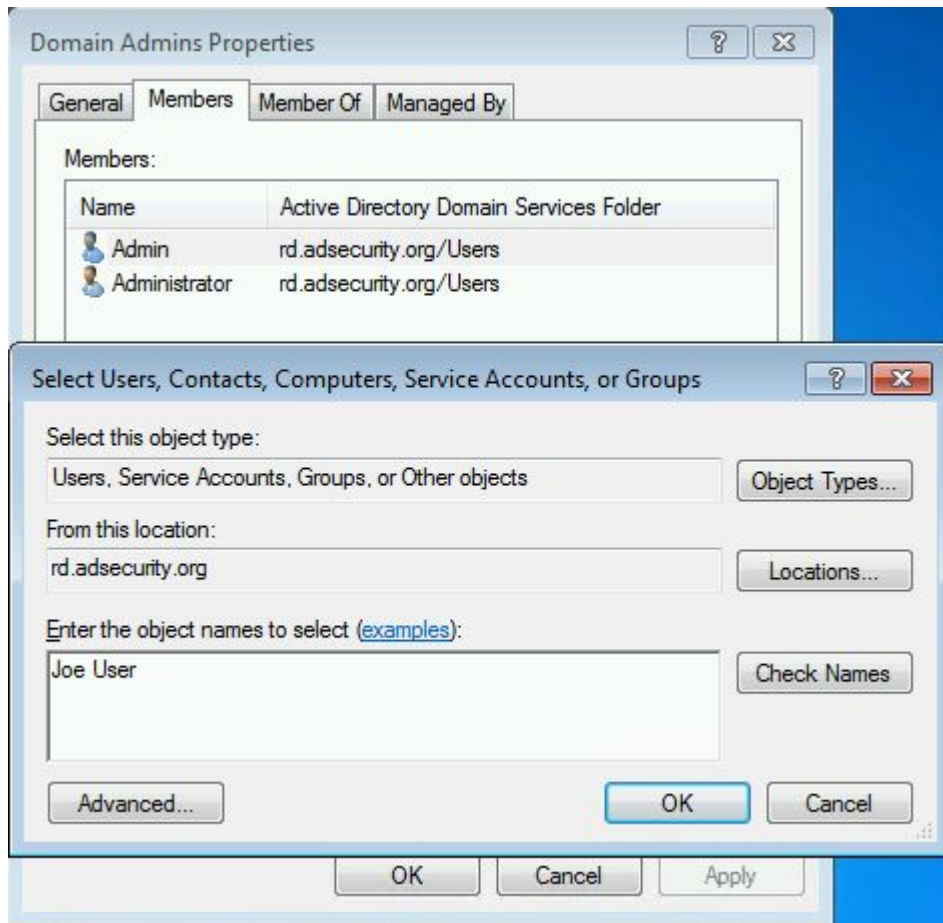 Domain Admins Properties
General Members Member Of Managed By
Members:
Name Active Directory Domain Services Folder
Admin rd.adsecurity.org/Users
Administrator rd.adsecurity.org/Users
Select Users, Contacts, Computers, Service Accounts, or Groups
Select this object type:
Users, Service Accounts, Groups, or Other objects Object Types...
From this location:
rd.adsecurity.org Locations...
Enter the object names to select (examples):
Joe User Check Names
Advanced... OK Cancel
OK Cancel Apply